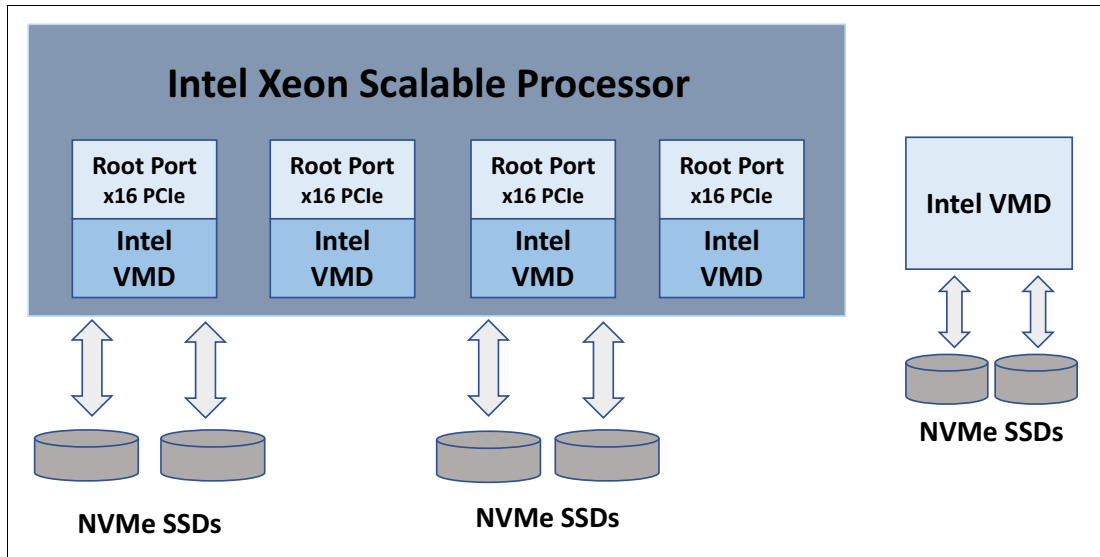 Intel Xeon Scalable Processor
Root Port
x16 PCIe
Intel
VMD
Root Port
x16 PCIe
Intel
VMD
Root Port
x16 PCIe
Intel
VMD
Root Port
x16 PCIe
Intel
VMD
Intel VMD
NVMe SSDs
NVMe SSDs
NVMe SSDs